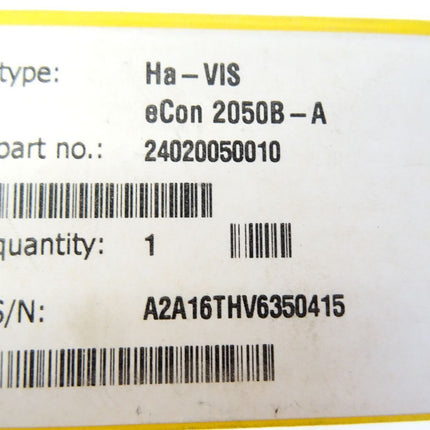 type: Ha-VIS
eCon 2050B-A
part no.: 24020050010
quantity: 1
S/N: A2A16THV6350415